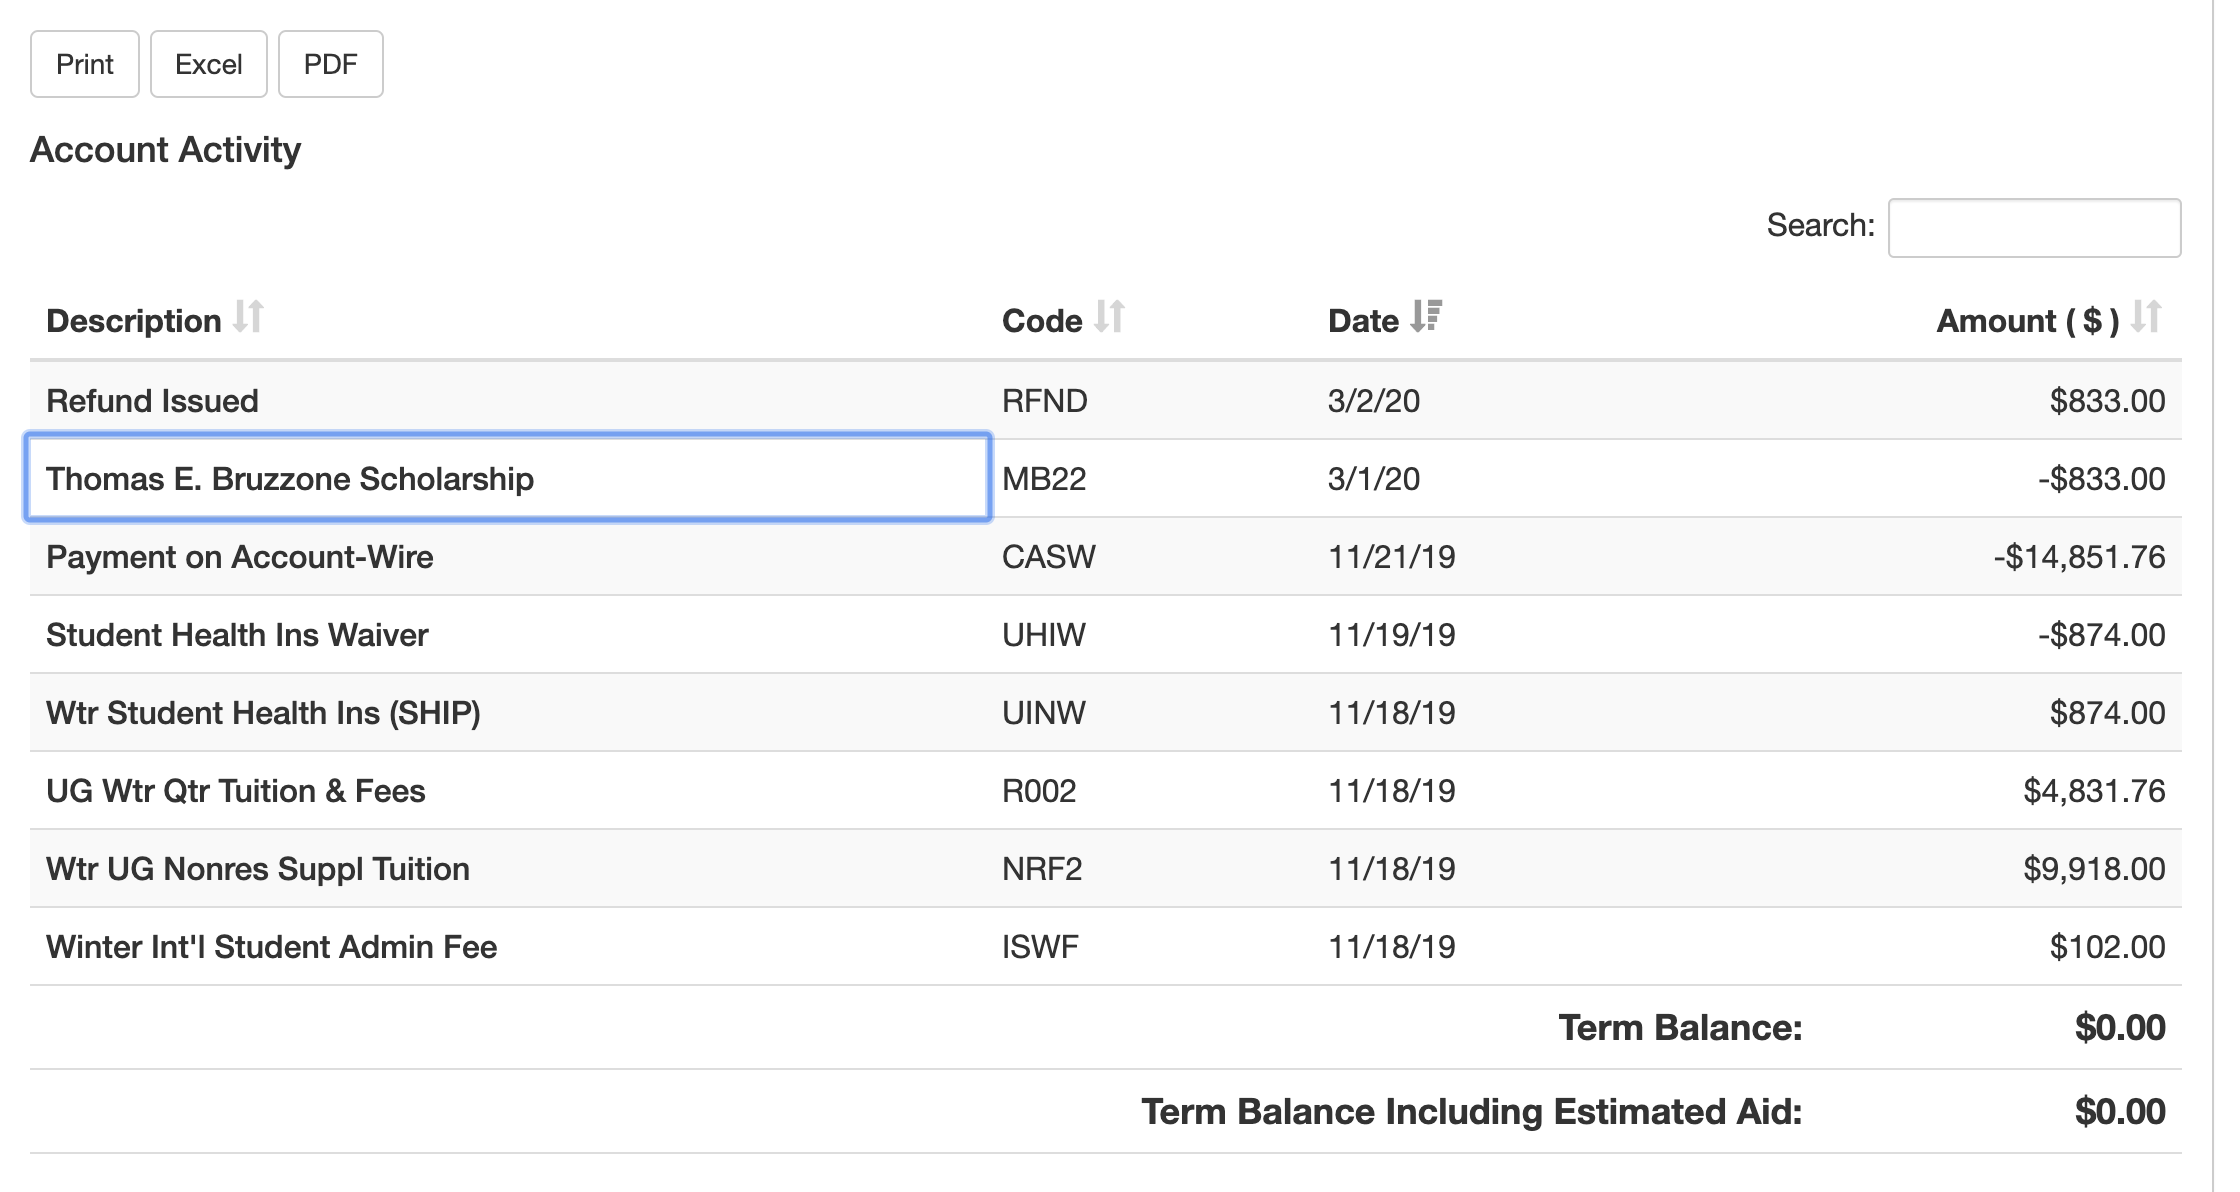 Print Excel PDF
Account Activity
Search:
Description Code Date Amount ( $ )
Refund Issued RFND 3/2/20 $833.00
Thomas E. Bruzzone Scholarship MB22 3/1/20 -$833.00
Payment on Account-Wire CASW 11/21/19 -$14,851.76
Student Health Ins Waiver UHIW 11/19/19 -$874.00
Wtr Student Health Ins (SHIP) UINW 11/18/19 $874.00
UG Wtr Qtr Tuition & Fees R002 11/18/19 $4,831.76
Wtr UG Nonres Suppl Tuition NRF2 11/18/19 $9,918.00
Winter Int'l Student Admin Fee ISWF 11/18/19 $102.00
Term Balance: $0.00
Term Balance Including Estimated Aid: $0.00